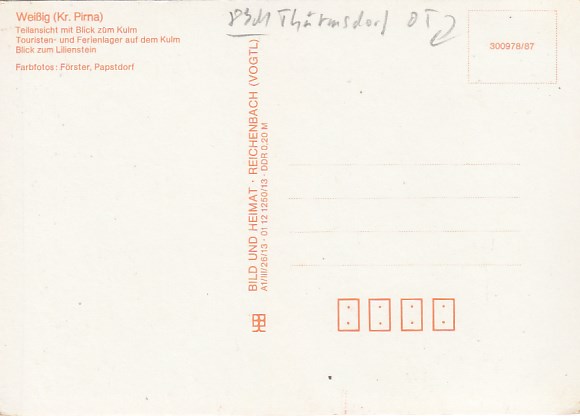 Weißig (Kr. Pirna)
Teilansicht mit Blick zum Kulm
Touristen- und Ferienlager auf dem Kulm
Blick zum Lilienstein
Farbfotos: Förster, Papstdorf
Thürmsdorf OT
300978/87
BILD UND HEIMAT · REICHENBACH (VOGTL)
A1/III/26/13 · 01 12 1250/13 · DDR 0,20 M